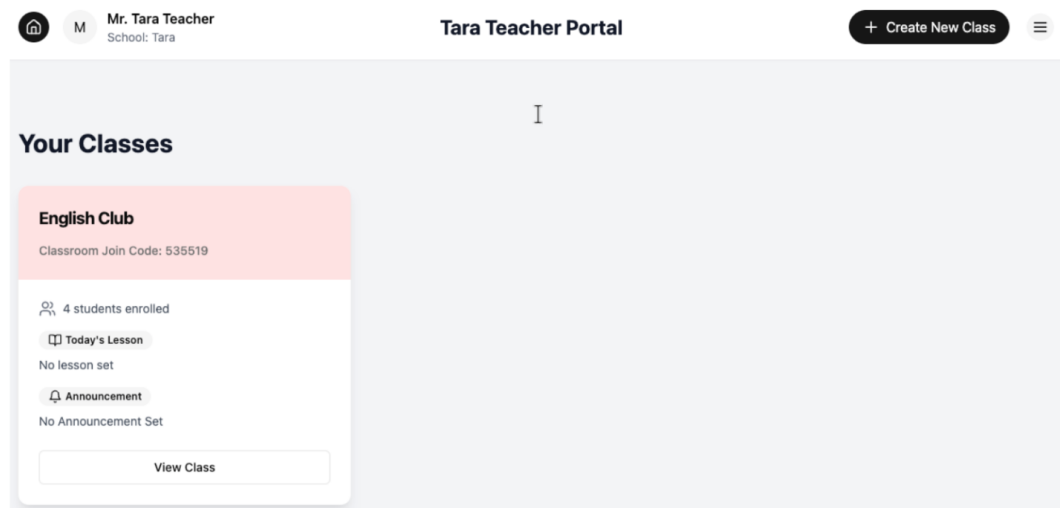 M
Mr. Tara Teacher
School: Tara
Tara Teacher Portal
+ Create New Class
Your Classes
English Club
Classroom Join Code: 535519
4 students enrolled
Today's Lesson
No lesson set
Announcement
No Announcement Set
View Class